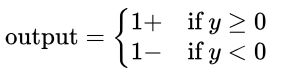 output = { 1+ if y ≥ 0
1− if y < 0